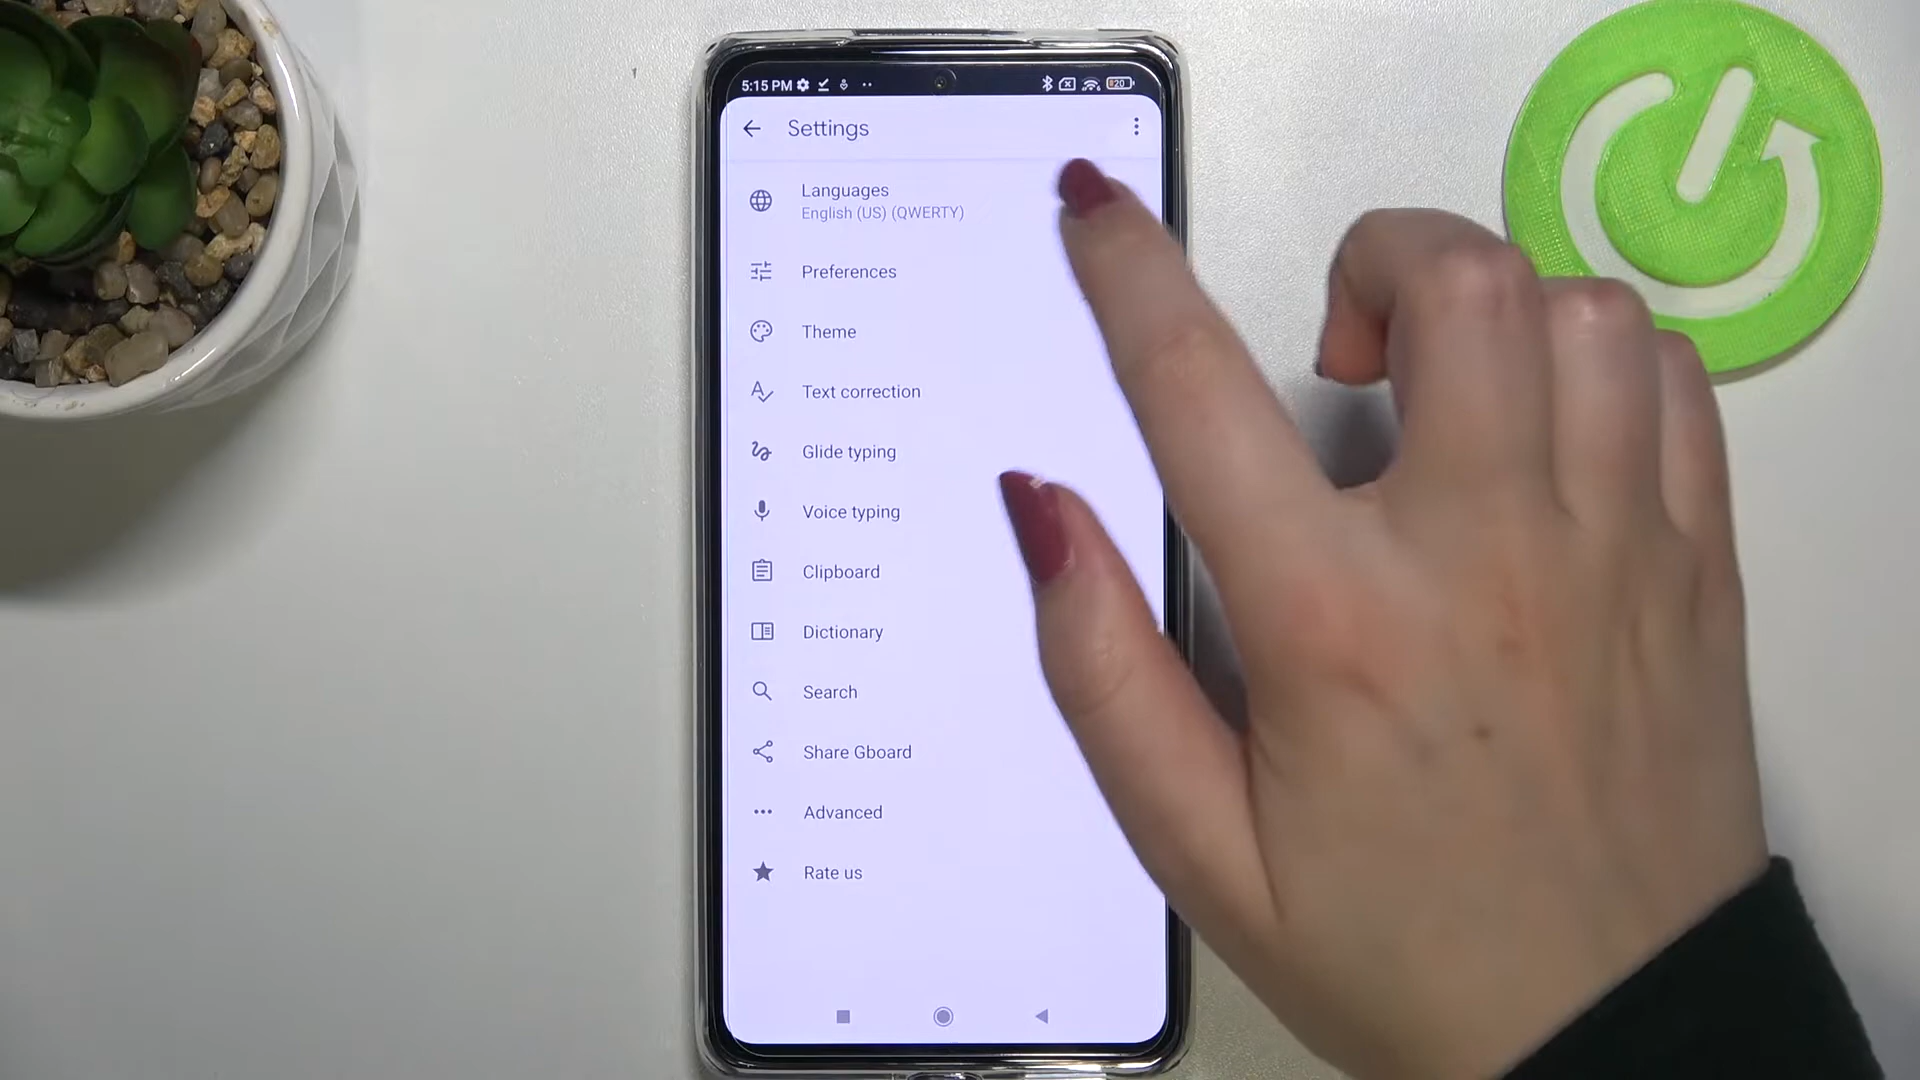 5:15 PM
20
Settings
Languages
English (US) (QWERTY)
Preferences
Theme
Text correction
Glide typing
Voice typing
Clipboard
Dictionary
Search
Share Gboard
Advanced
Rate us